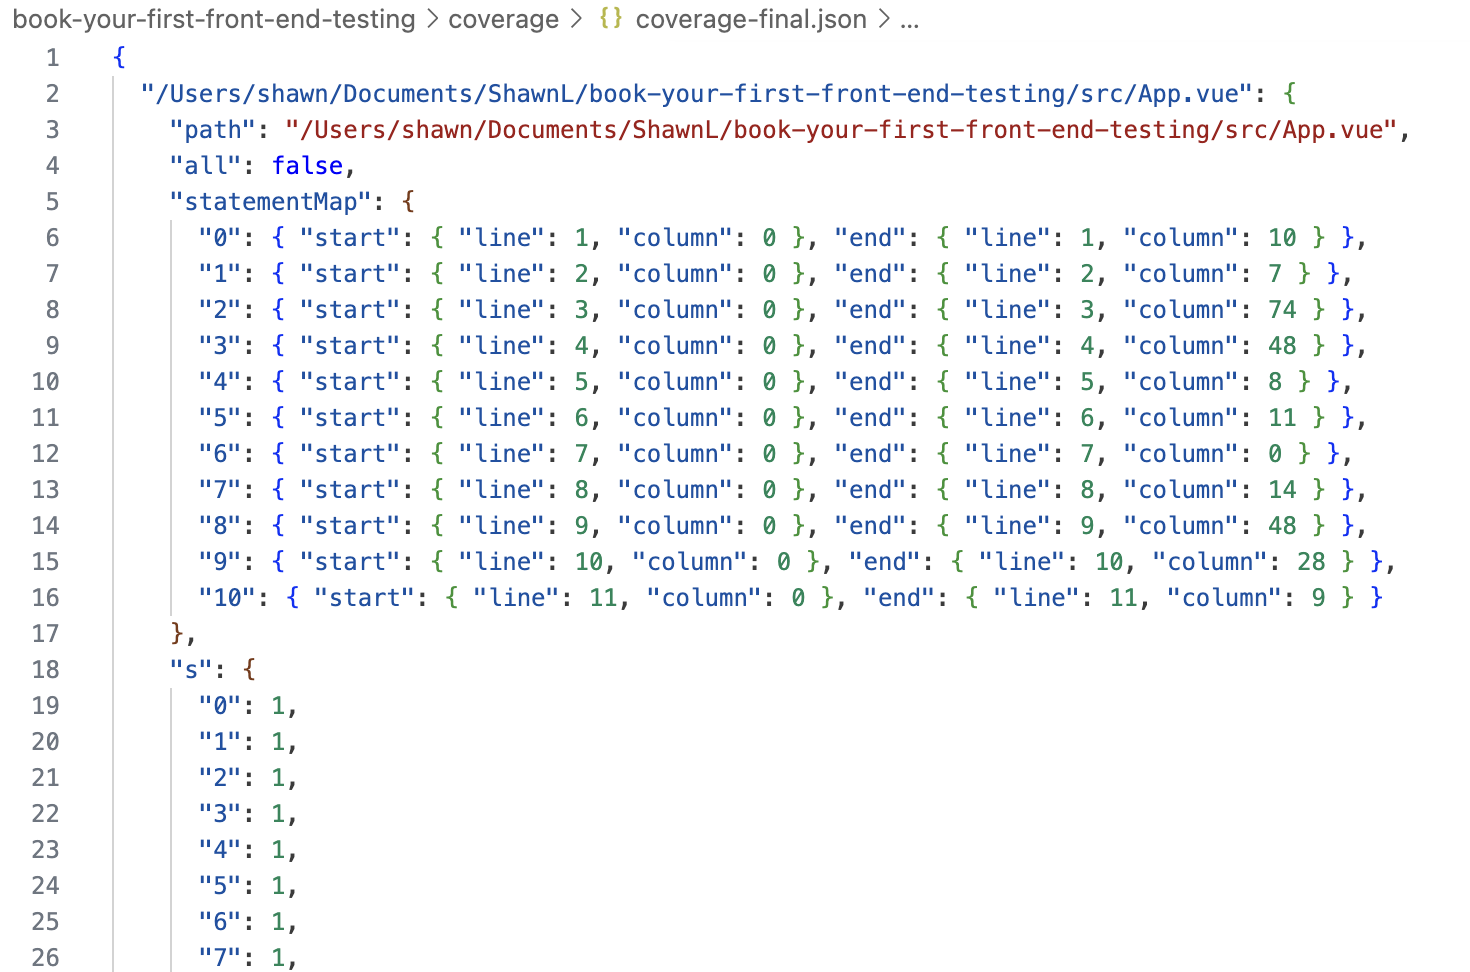 book-your-first-front-end-testing > coverage > {} coverage-final.json > ...
1 {
2 "/Users/shawn/Documents/ShawnL/book-your-first-front-end-testing/src/App.vue": {
3 "path": "/Users/shawn/Documents/ShawnL/book-your-first-front-end-testing/src/App.vue",
4 "all": false,
5 "statementMap": {
6 "0": { "start": { "line": 1, "column": 0 }, "end": { "line": 1, "column": 10 } },
7 "1": { "start": { "line": 2, "column": 0 }, "end": { "line": 2, "column": 7 } },
8 "2": { "start": { "line": 3, "column": 0 }, "end": { "line": 3, "column": 74 } },
9 "3": { "start": { "line": 4, "column": 0 }, "end": { "line": 4, "column": 48 } },
10 "4": { "start": { "line": 5, "column": 0 }, "end": { "line": 5, "column": 8 } },
11 "5": { "start": { "line": 6, "column": 0 }, "end": { "line": 6, "column": 11 } },
12 "6": { "start": { "line": 7, "column": 0 }, "end": { "line": 7, "column": 0 } },
13 "7": { "start": { "line": 8, "column": 0 }, "end": { "line": 8, "column": 14 } },
14 "8": { "start": { "line": 9, "column": 0 }, "end": { "line": 9, "column": 48 } },
15 "9": { "start": { "line": 10, "column": 0 }, "end": { "line": 10, "column": 28 } },
16 "10": { "start": { "line": 11, "column": 0 }, "end": { "line": 11, "column": 9 } }
17 },
18 "s": {
19 "0": 1,
20 "1": 1,
21 "2": 1,
22 "3": 1,
23 "4": 1,
24 "5": 1,
25 "6": 1,
26 "7": 1,